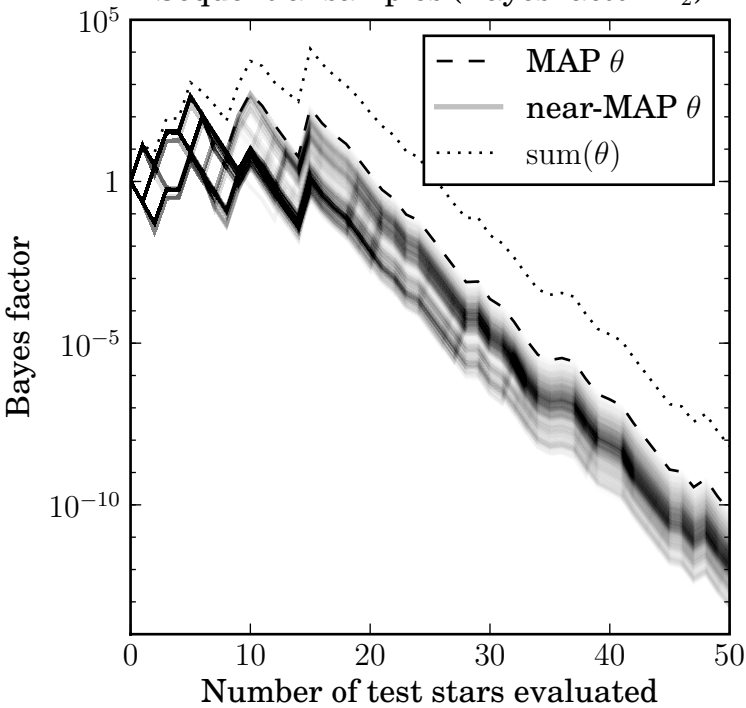 10^5
MAP θ
near-MAP θ
sum(θ)
1
10^−5
10^−10
Bayes factor
0 10 20 30 40 50
Number of test stars evaluated